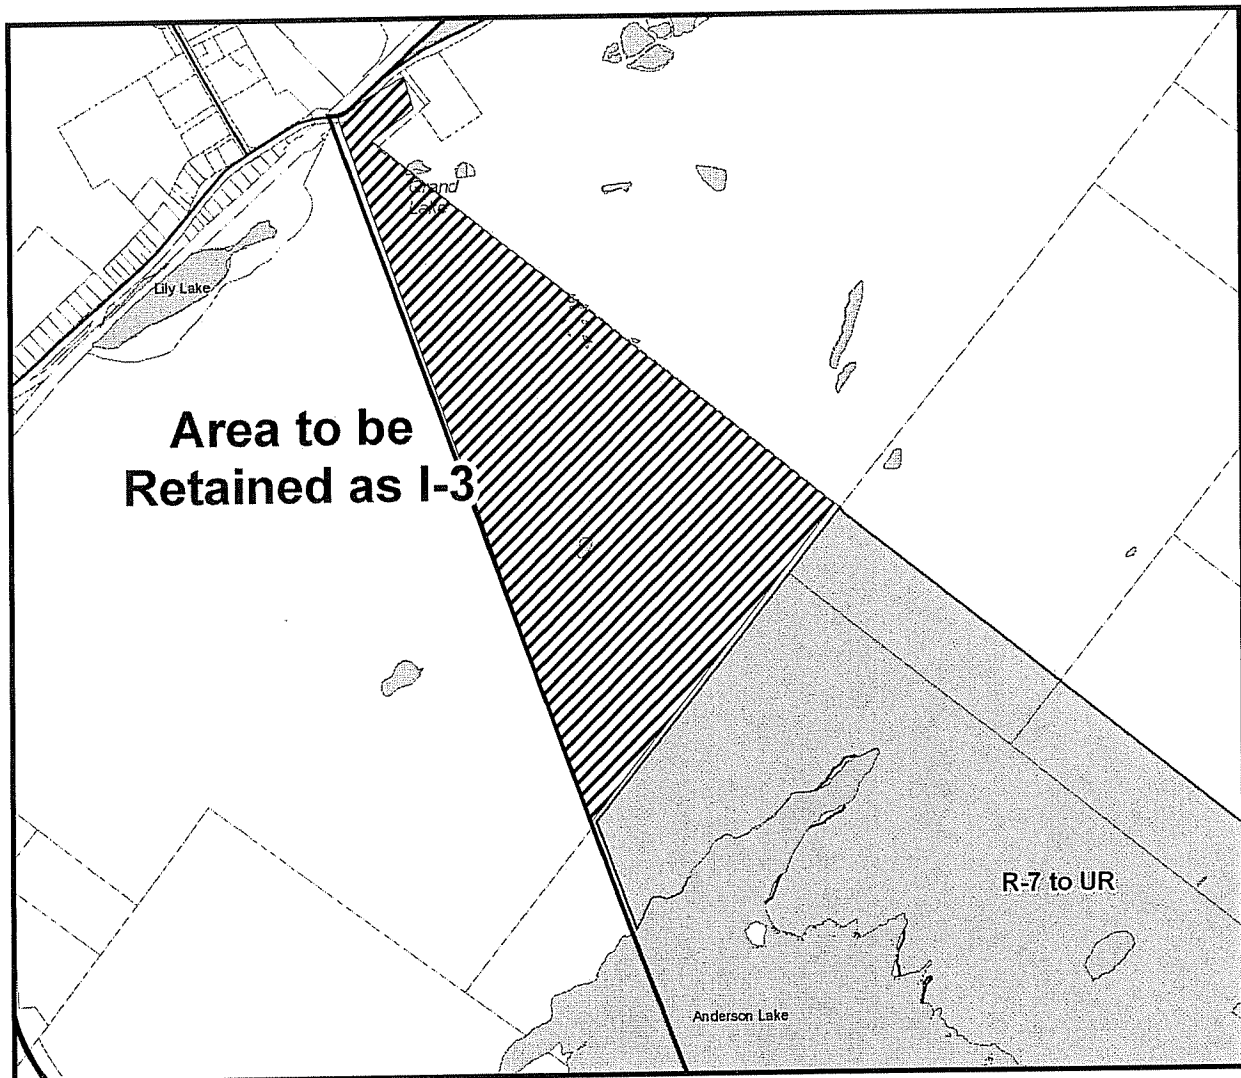 Grand
Lake
Lily Lake
Area to be
Retained as I-3
R-7 to UR
Anderson Lake